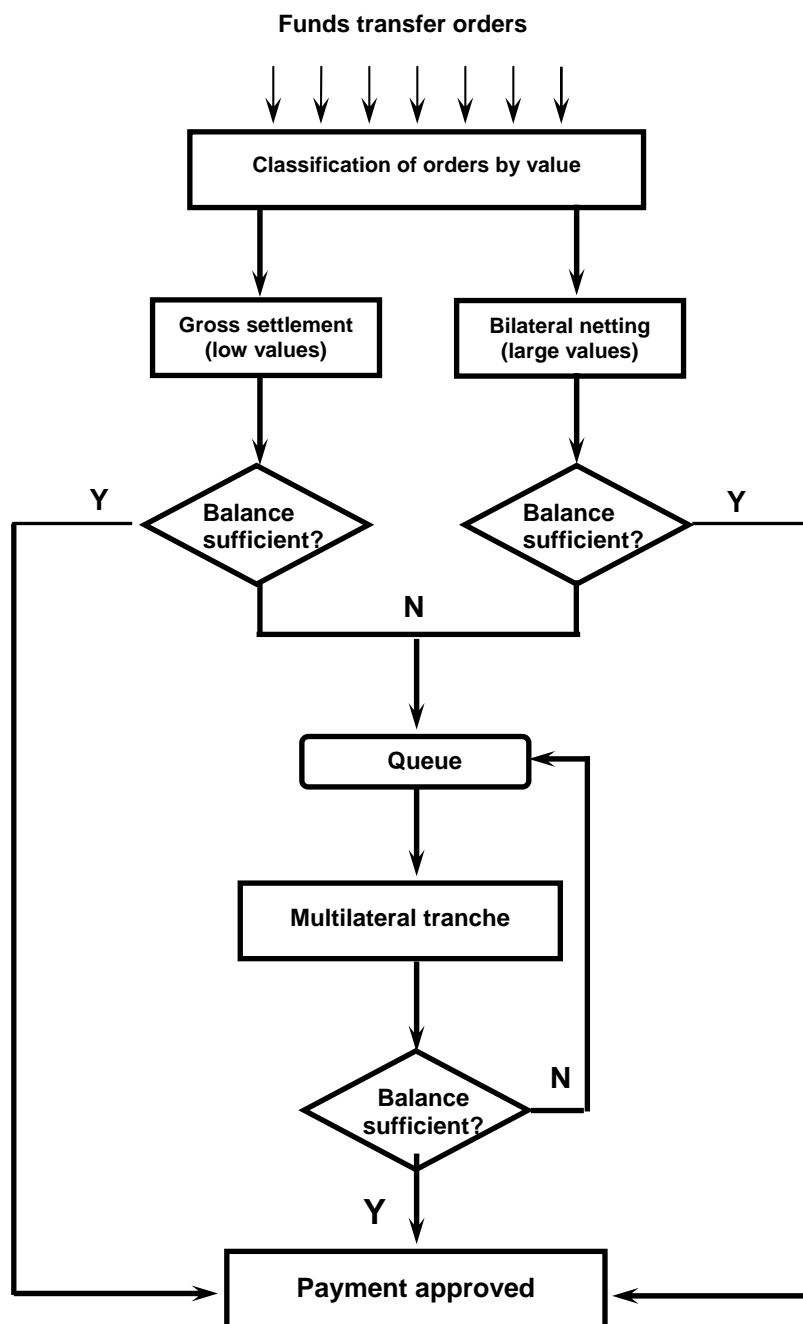 Funds transfer orders
Classification of orders by value
Gross settlement
(low values)
Bilateral netting
(large values)
Y
Balance
sufficient?
Balance
sufficient?
Y
N
Queue
Multilateral tranche
Balance
sufficient?
N
Y
Payment approved